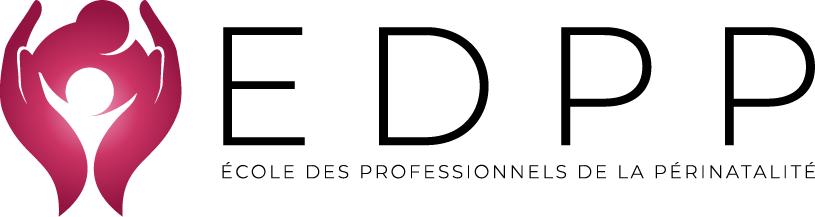 EDPP
ÉCOLE DES PROFESSIONNELS DE LA PÉRINATALITÉ